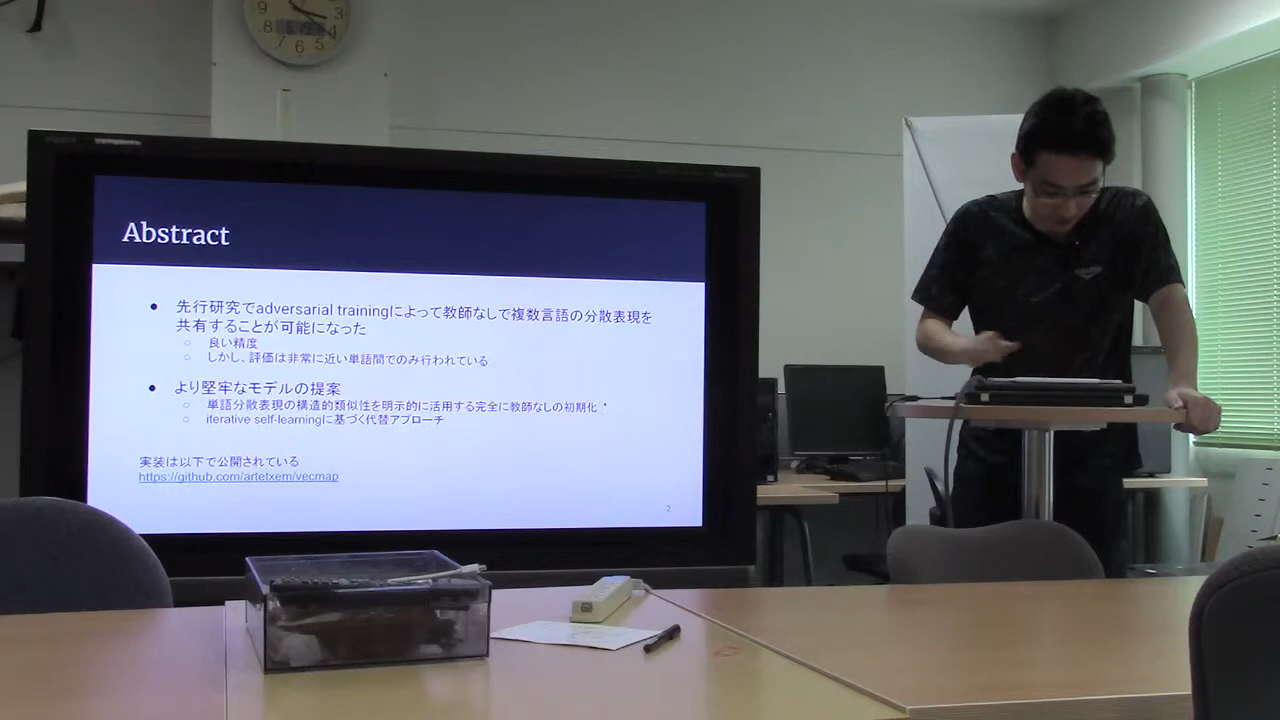 9
3
8
4
7
6
5
Abstract
● 先行研究でadversarial trainingによって教師なしで複数言語の分散表現を
共有することが可能になった
○ 良い精度
○ しかし、評価は非常に近い単語間でのみ行われている
● より堅牢なモデルの提案
○ 単語分散表現の構造的類似性を明示的に活用する完全に教師なしの初期化 *
○ iterative self-learningに基づく代替アプローチ
実装は以下で公開されている
https://github.com/artetxem/vecmap
2